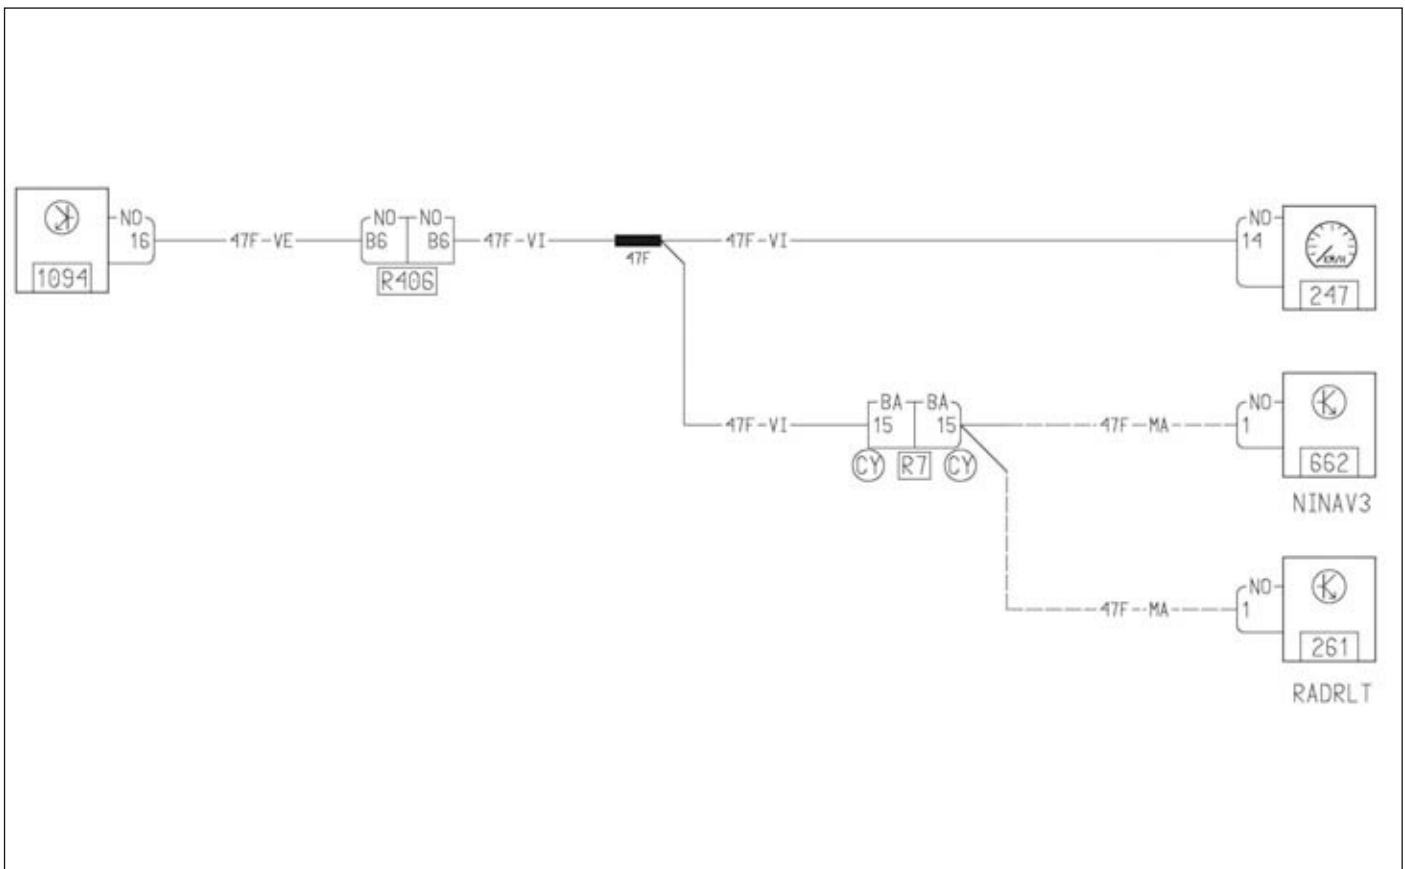 NO
16
1094
47F-VE
NO NO
B6 B6
R406
47F-VI
47F
47F-VI
NO
14
KM/H
247
47F-VI
BA BA
15 15
CY R7 CY
47F-MA
NO
1
662
NINAV3
47F-MA
NO
1
261
RADRLT